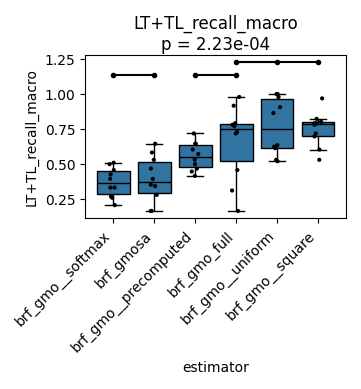 LT+TL_recall_macro
p = 2.23e-04
LT+TL_recall_macro
1.25
1.00
0.75
0.50
0.25
brf_gmo__softmax
brf_gmosa
brf_gmo__precomputed
brf_gmo_full
brf_gmo__uniform
brf_gmo__square
estimator